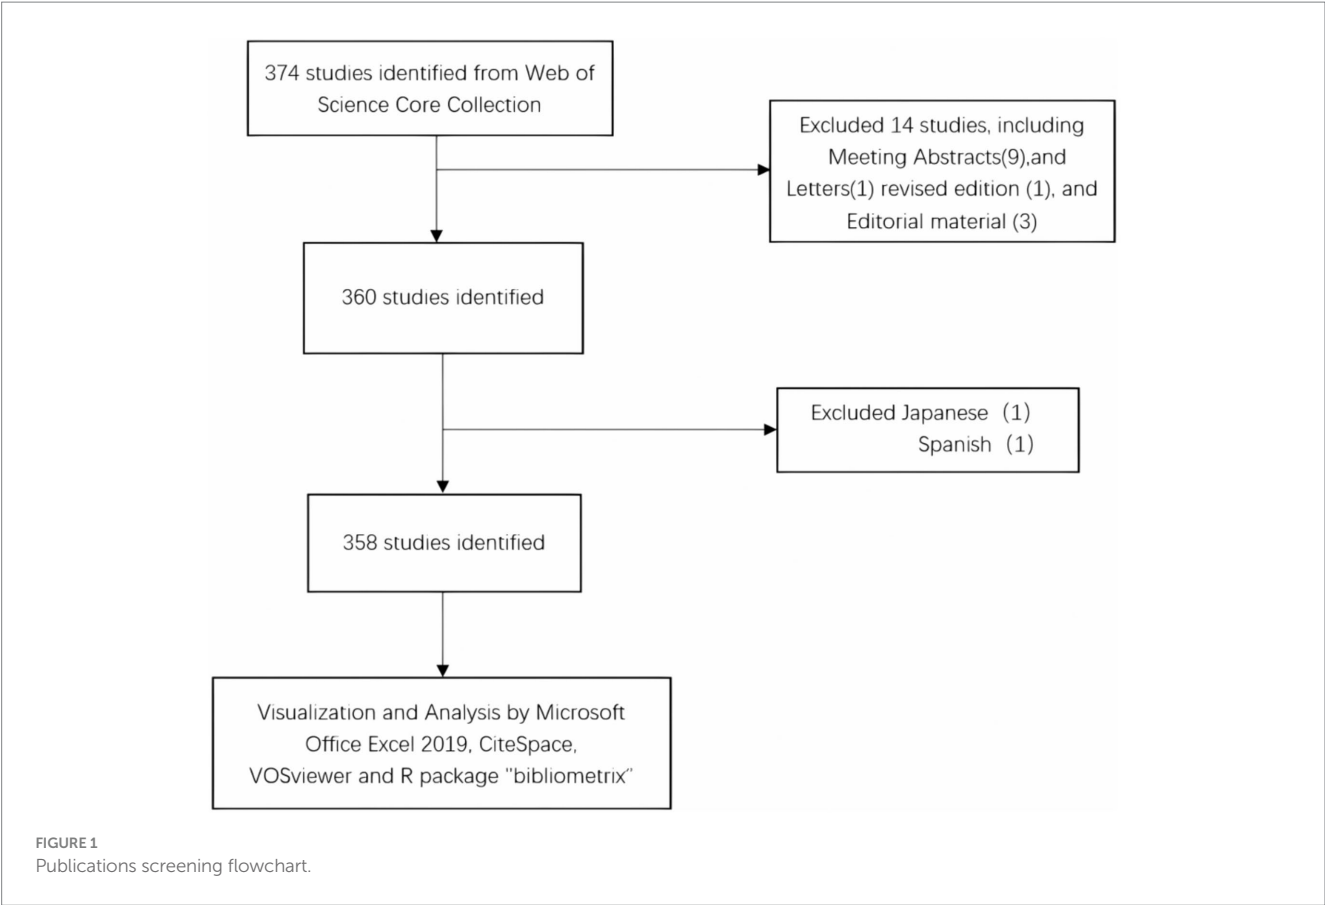 374 studies identified from Web of
Science Core Collection
Excluded 14 studies, including
Meeting Abstracts(9),and
Letters(1) revised edition (1), and
Editorial material (3)
360 studies identified
Excluded Japanese (1)
Spanish (1)
358 studies identified
Visualization and Analysis by Microsoft
Office Excel 2019, CiteSpace,
VOSviewer and R package "bibliometrix"
FIGURE 1
Publications screening flowchart.